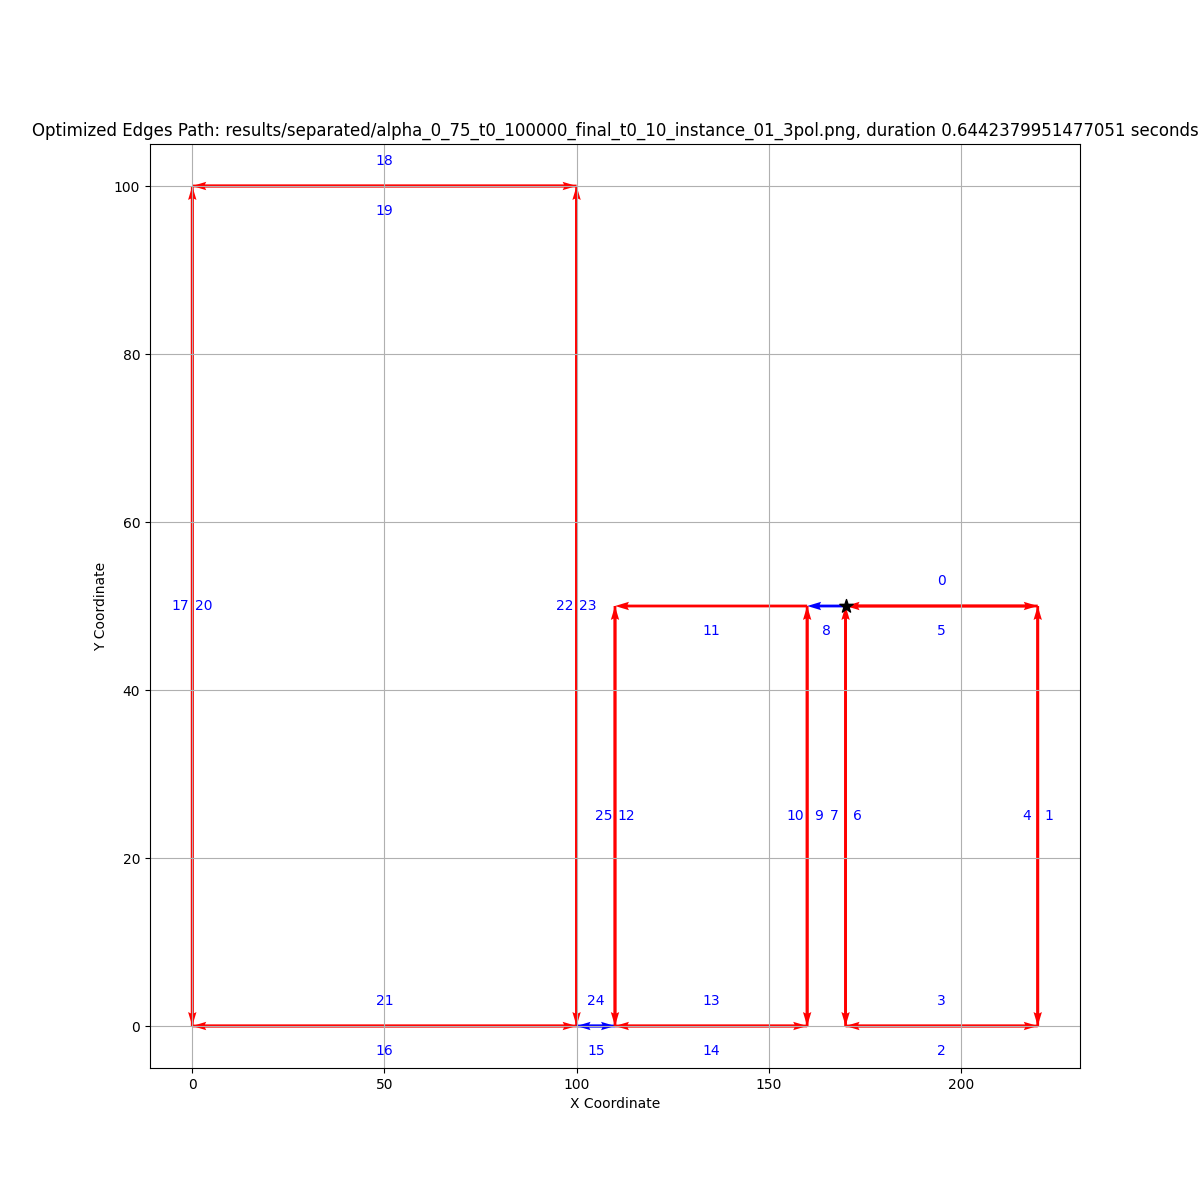 Optimized Edges Path: results/separated/alpha_0_75_t0_100000_final_t0_10_instance_01_3pol.png, duration 0.6442379951477051 seconds
18
100
19
80
60
0
17 20 22 23
11 8 5
Y Coordinate
40
25 12 10 9 7 6 4 1
20
21 24 13 3
0
16 15 14 2
0 50 100 150 200
X Coordinate